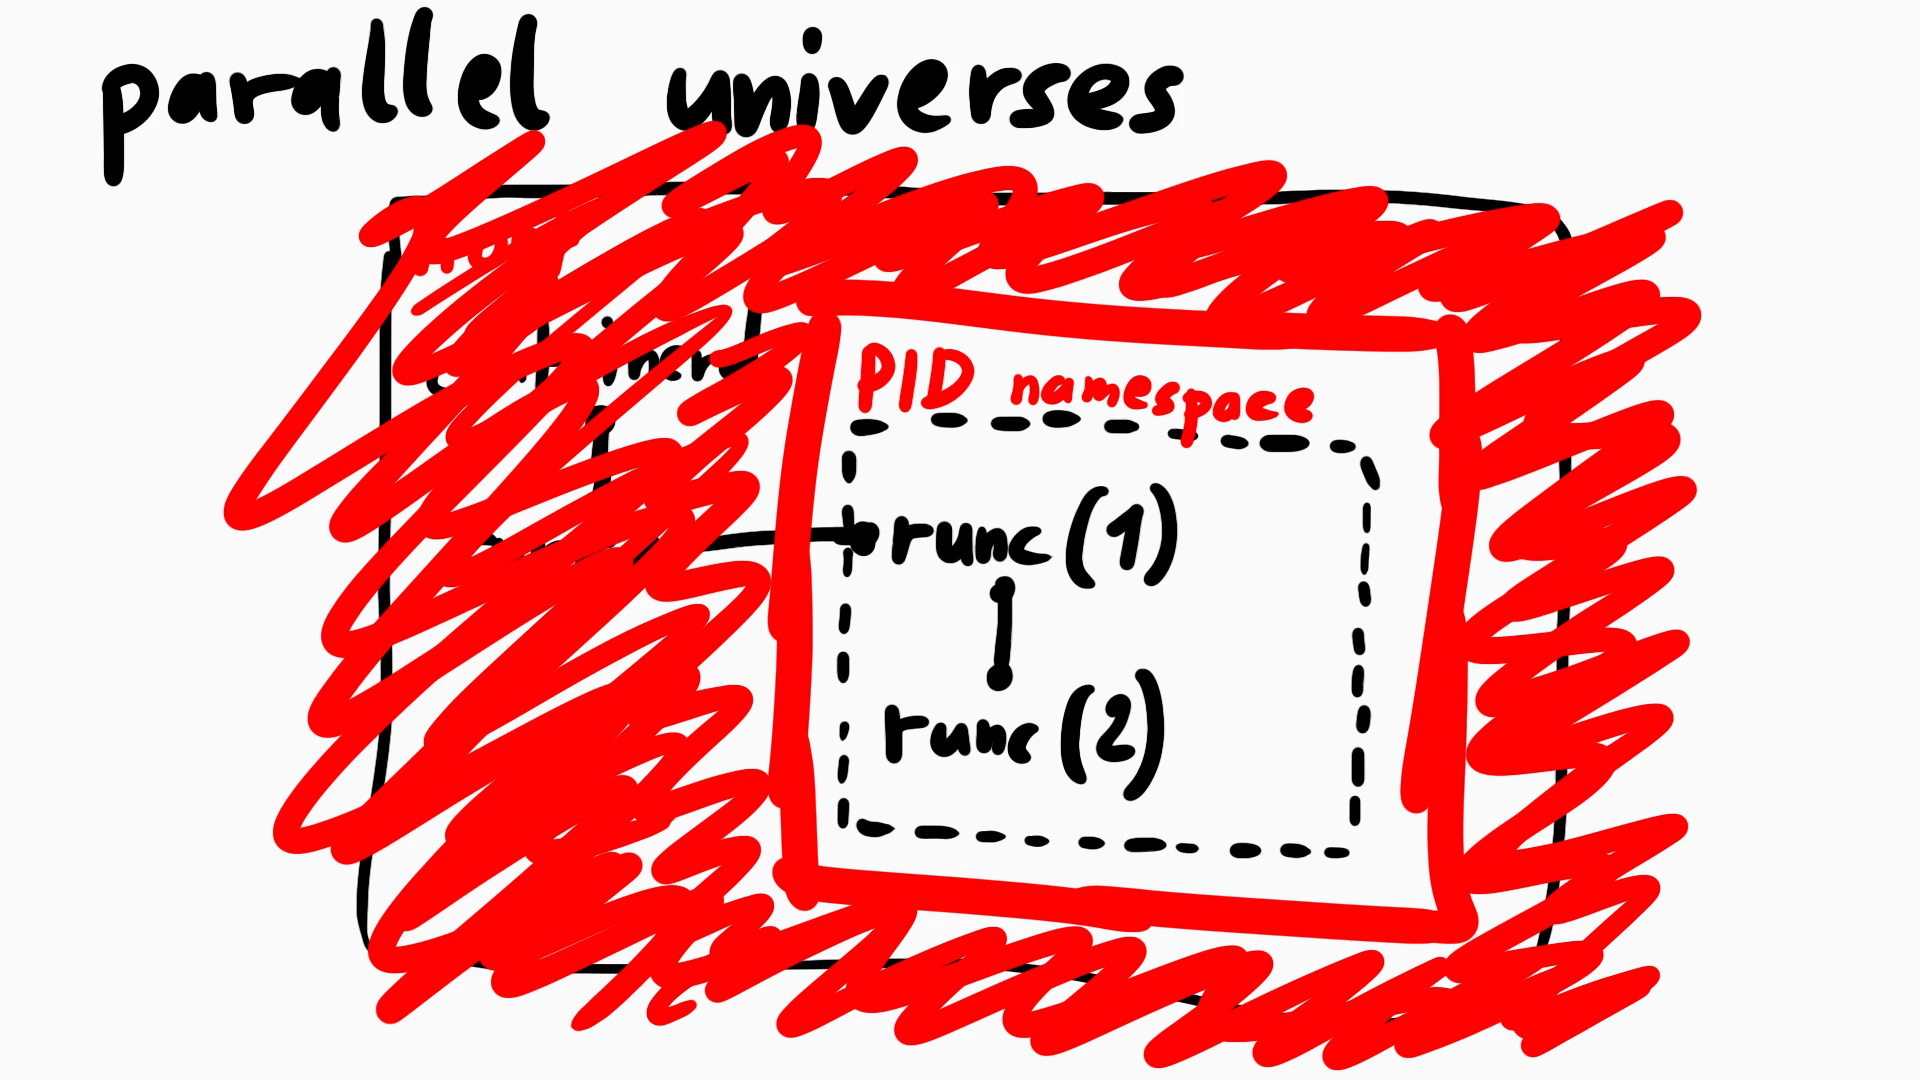 parallel universes
PID namespace
runc (1)
runc (2)